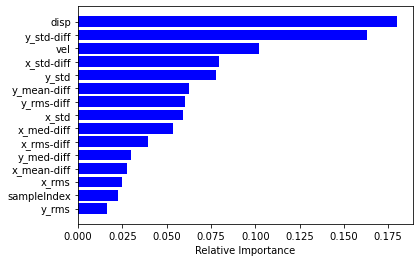 disp
y_std-diff
vel
x_std-diff
y_std
y_mean-diff
y_rms-diff
x_std
x_med-diff
x_rms-diff
y_med-diff
x_mean-diff
x_rms
sampleIndex
y_rms
0.000 0.025 0.050 0.075 0.100 0.125 0.150 0.175
Relative Importance